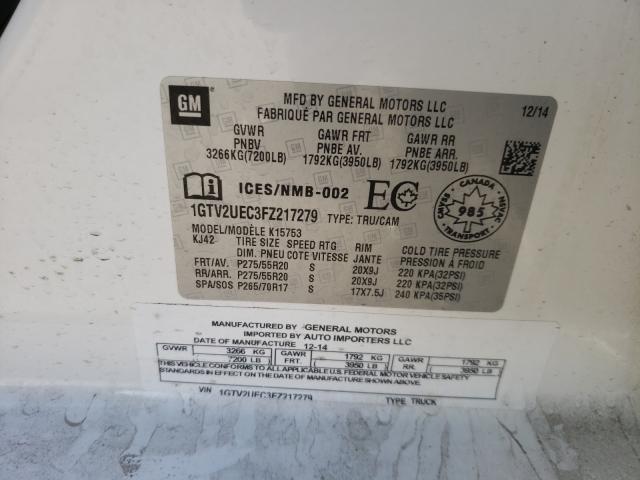 GM
MFD BY GENERAL MOTORS LLC
FABRIQUÉ PAR GENERAL MOTORS LLC
12/14
GVWR GAWR FRT GAWR RR
PNBV PNBE AV. PNBE ARR.
3266KG(7200LB) 1792KG(3950LB) 1792KG(3950LB)
ICES/NMB-002 EC
1GTV2UEC3FZ217279 TYPE: TRU/CAM
CANADA
CMVSS NSVAC
985
TRANSPORT
MODEL/MODÈLE K15753
KJ42 TIRE SIZE SPEED RTG RIM COLD TIRE PRESSURE
DIM. PNEU COTE VITESSE JANTE PRESSION À FROID
FRT/AV. P275/55R20 S 20X9J 220 KPA(32PSI)
RR/ARR. P275/55R20 S 20X9J 220 KPA(32PSI)
SPA/SOS P265/70R17 S 17X7.5J 240 KPA(35PSI)
MANUFACTURED BY GENERAL MOTORS
IMPORTED BY AUTO IMPORTERS LLC
DATE OF MANUFACTURE 12-14
GVWR 3266 KG GAWR 1792 KG GAWR 1792 KG
7200 LB FRT. 3950 LB RR. 3950 LB
THIS VEHICLE CONFORMS TO ALL APPLICABLE U.S. FEDERAL MOTOR VEHICLE SAFETY
STANDARDS IN EFFECT ON THE DATE OF MANUFACTURE SHOWN ABOVE
VIN 1GTV2UEC3FZ217279 TYPE TRUCK